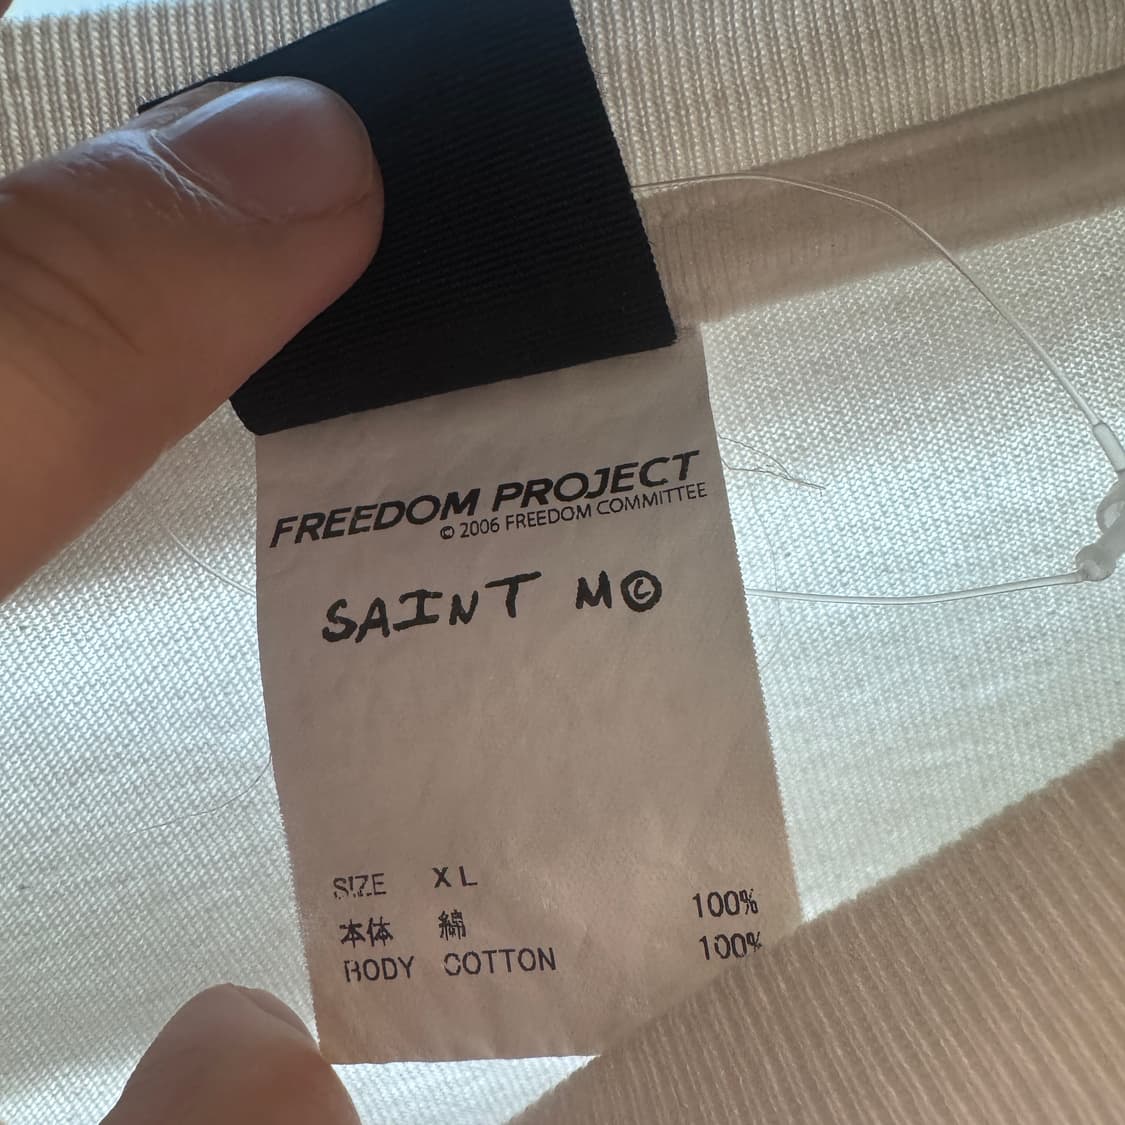 FREEDOM PROJECT
© 2006 FREEDOM COMMITTEE
SAINT M©
SIZE XL
本体 綿 100%
BODY COTTON 100%